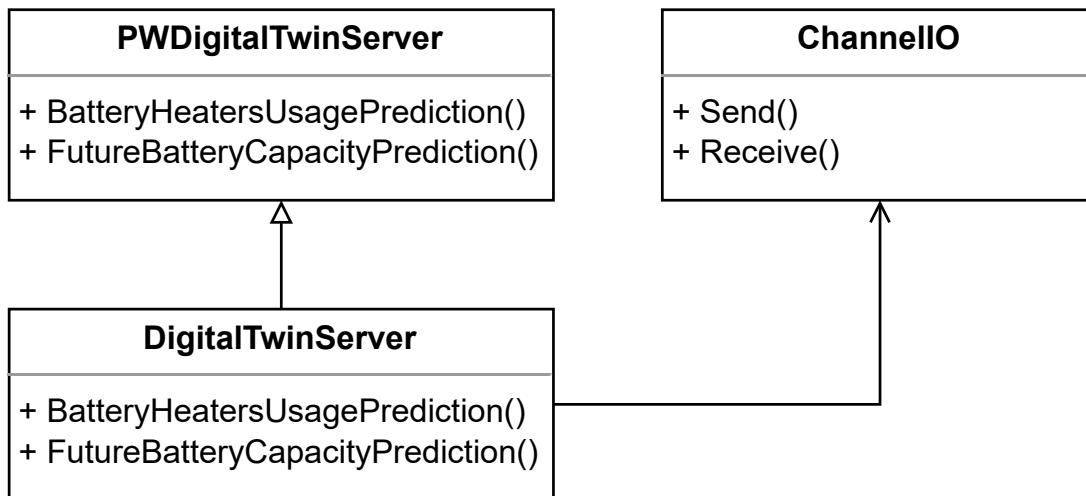 PWDigitalTwinServer
+ BatteryHeatersUsagePrediction()
+ FutureBatteryCapacityPrediction()
ChannelIO
+ Send()
+ Receive()
DigitalTwinServer
+ BatteryHeatersUsagePrediction()
+ FutureBatteryCapacityPrediction()